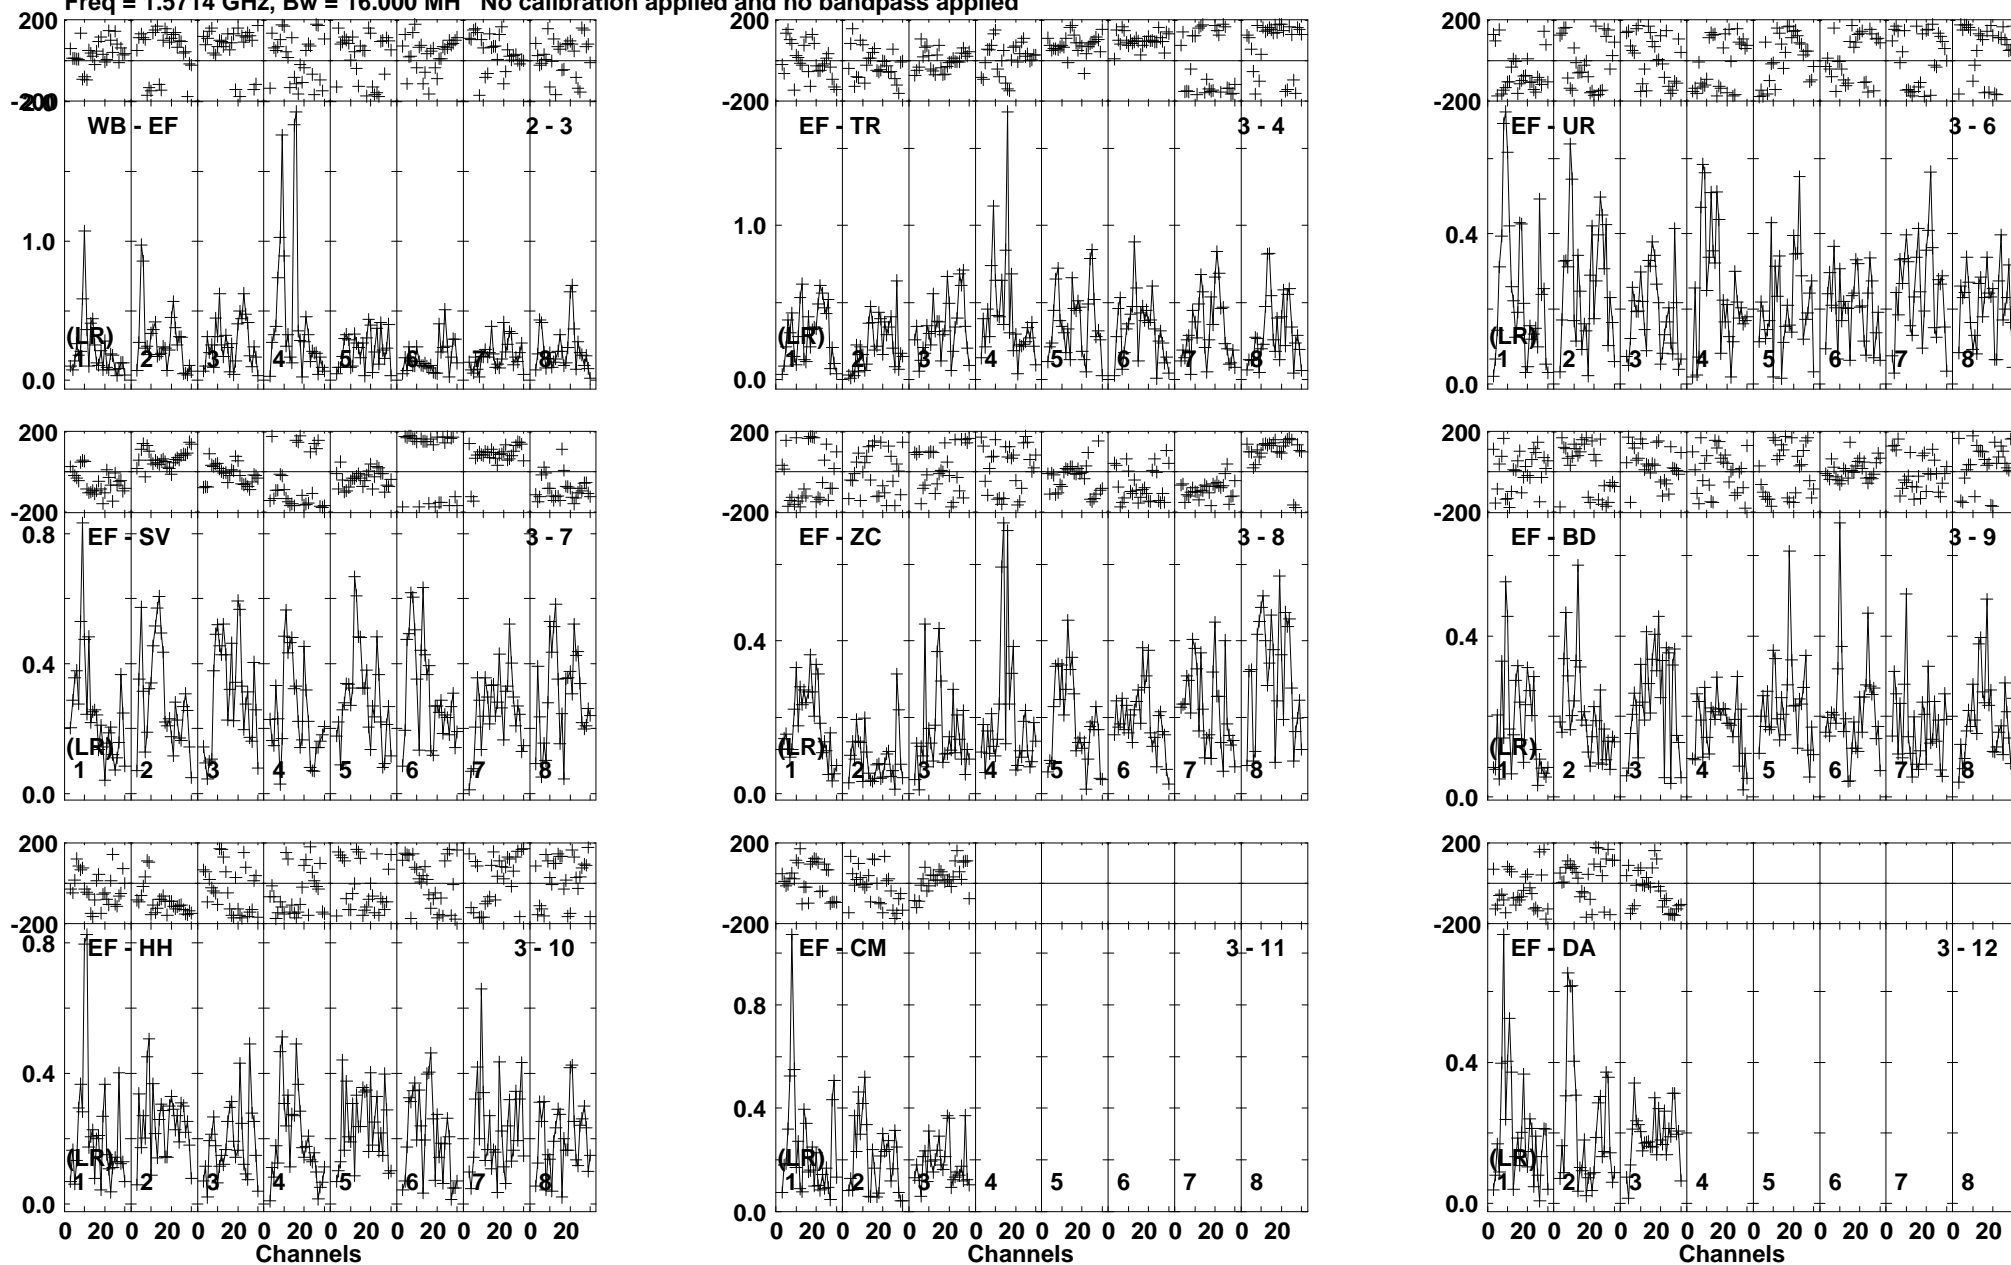 Freq = 1.5714 GHz, Bw = 16.000 MH No calibration applied and no bandpass applied
200 200 200
-200 -200 -200
2.0
WB - EF 2 - 3 EF - TR 3 - 4 EF - UR 3 - 6
1.0 1.0 0.4
(LR) (LR) (LR)
1 2 3 4 5 6 7 8 1 2 3 4 5 6 7 8 1 2 3 4 5 6 7 8
0.0 0.0 0.0
200 200 200
-200 -200 -200
0.8 EF - SV 3 - 7 EF - ZC 3 - 8 EF - BD 3 - 9
0.4 0.4 0.4
(LR) (LR) (LR)
1 2 3 4 5 6 7 8 1 2 3 4 5 6 7 8 1 2 3 4 5 6 7 8
0.0 0.0 0.0
200 200 200
-200 -200 -200
0.8 EF - HH 3 - 10 EF - CM 3 - 11 EF - DA 3 - 12
0.8
0.4 0.4 0.4
(LR) (LR) (LR)
1 2 3 4 5 6 7 8 1 2 3 4 5 6 7 8 1 2 3 4 5 6 7 8
0.0 0.0 0.0
0 20 0 20 0 20 0 20 0 20 0 20 0 20 0 20 0 20 0 20 0 20 0 20 0 20 0 20 0 20 0 20 0 20 0 20 0 20 0 20 0 20 0 20 0 20 0 20
Channels Channels Channels